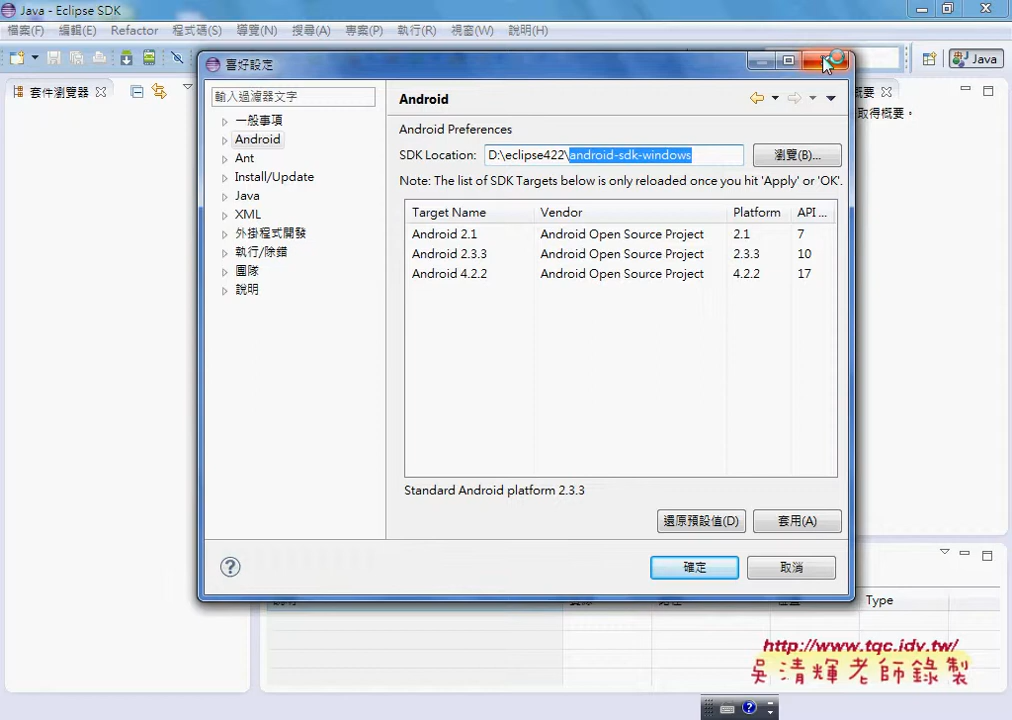 Java - Eclipse SDK
檔案(F) 編輯(E) Refactor 程式碼(S) 導覽(N) 搜尋(A) 專案(P) 執行(R) 視窗(W) 說明(H)
Java
套件瀏覽器
概要
取得概要。
喜好設定
輸入過濾器文字
一般事項
Android
Ant
Install/Update
Java
XML
外掛程式開發
執行/除錯
團隊
說明
Android
Android Preferences
SDK Location: D:\eclipse422\android-sdk-windows 瀏覽(B)...
Note: The list of SDK Targets below is only reloaded once you hit 'Apply' or 'OK'.
Target Name Vendor Platform API ...
Android 2.1 Android Open Source Project 2.1 7
Android 2.3.3 Android Open Source Project 2.3.3 10
Android 4.2.2 Android Open Source Project 4.2.2 17
Standard Android platform 2.3.3
還原預設值(D) 套用(A)
確定 取消
Type
http://www.tqc.idv.tw/
吳清輝老師錄製